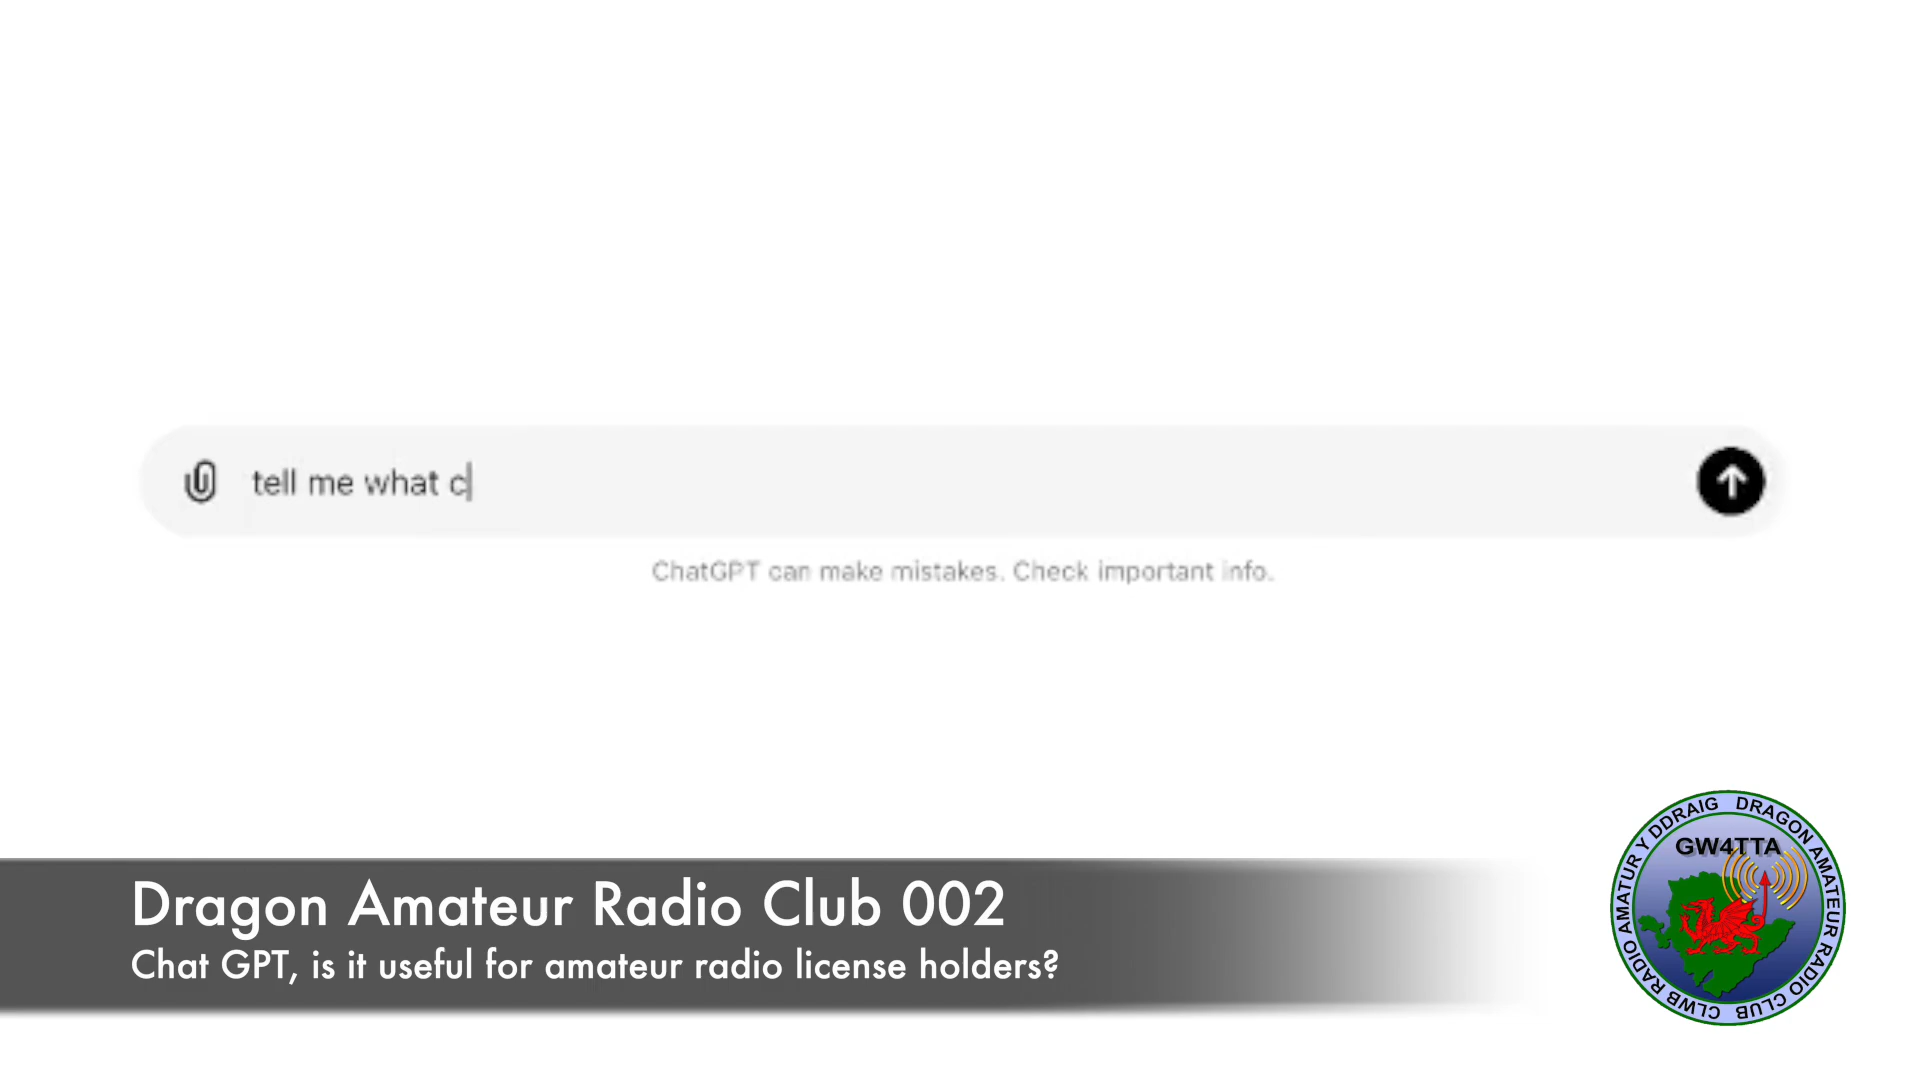 tell me what c
ChatGPT can make mistakes. Check important info.
Dragon Amateur Radio Club 002
Chat GPT, is it useful for amateur radio license holders?
DRAGON AMATEUR RADIO CLUB
CLWB RADIO AMATUR Y DDRAIG
GW4TTA